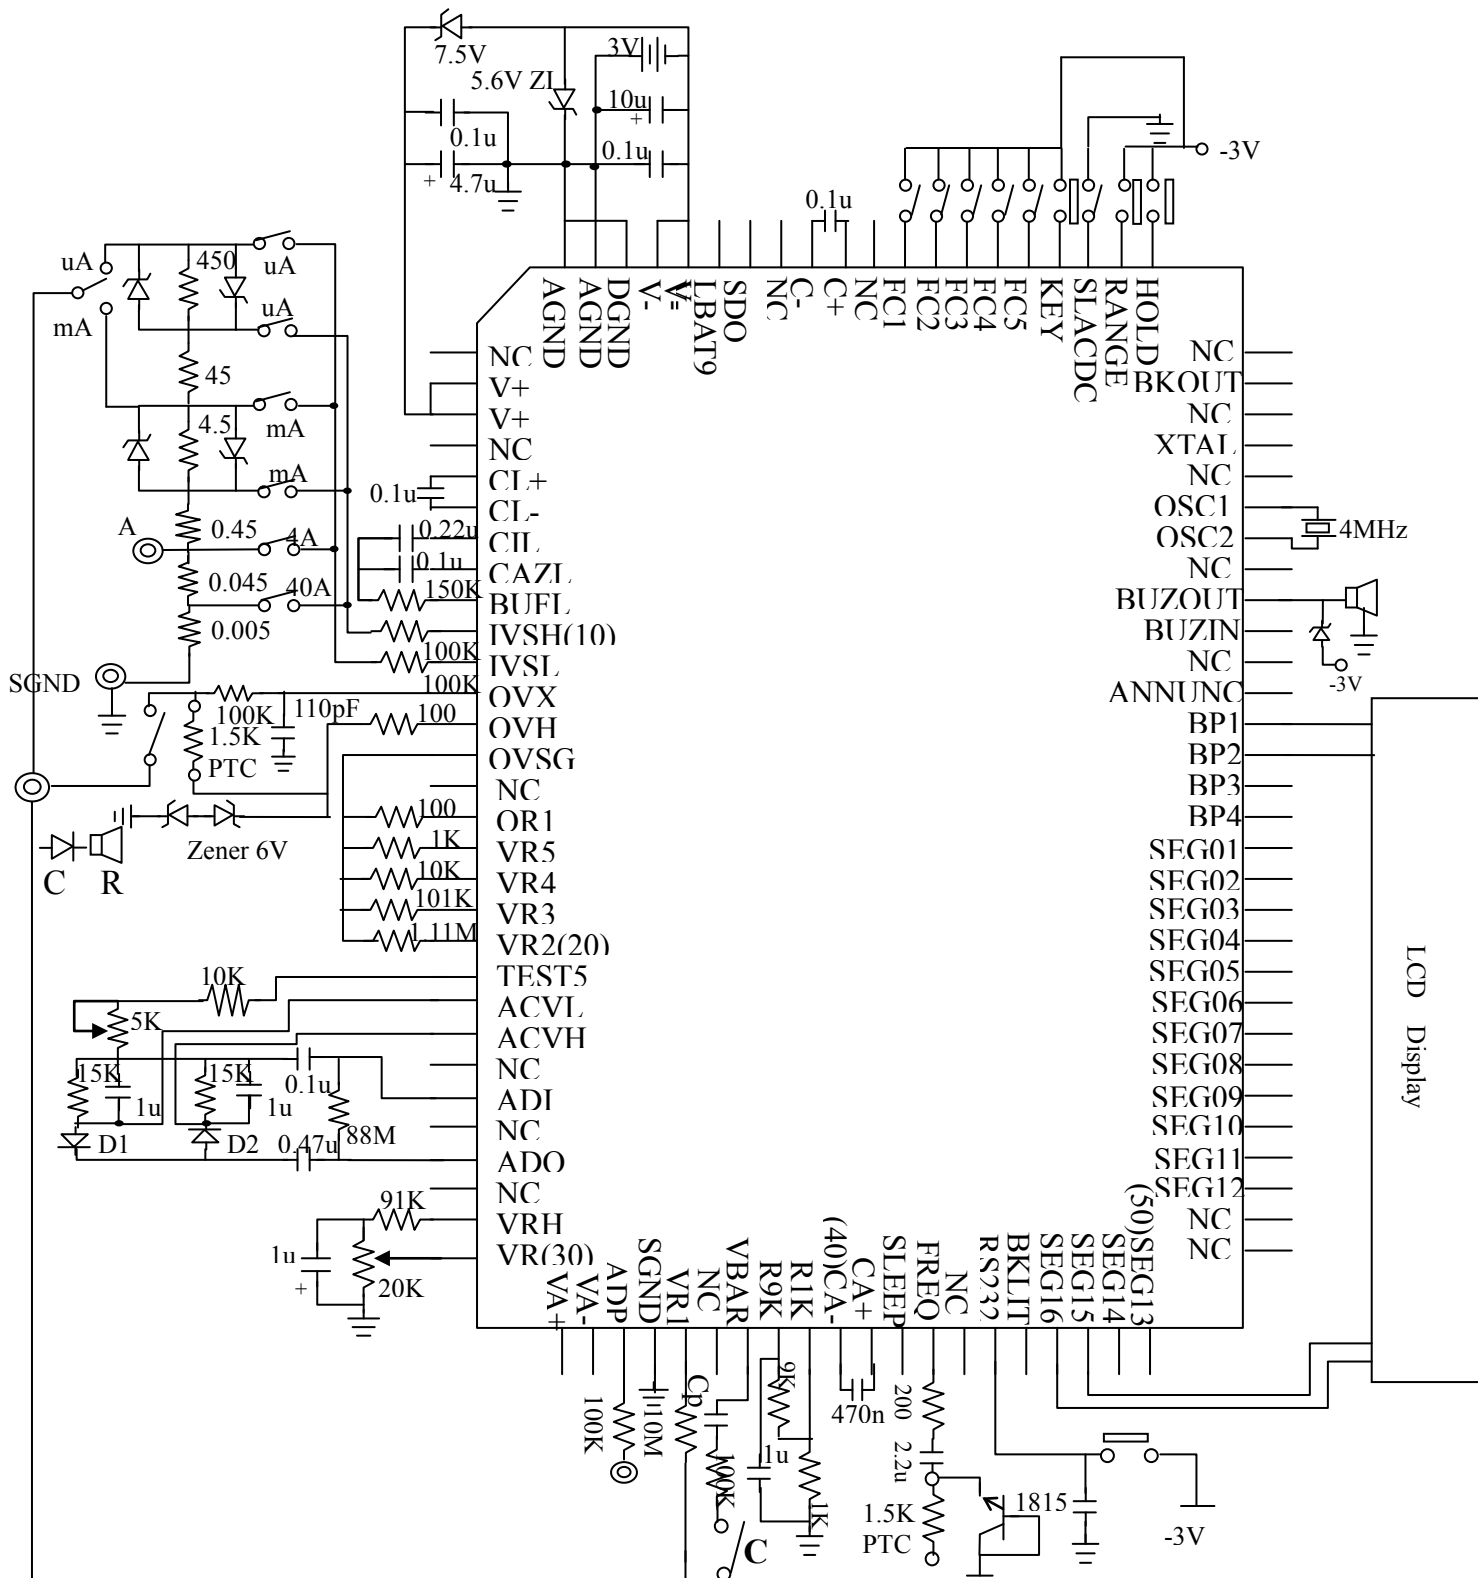 7.5V
3V
5.6V ZI
10u
+
0.1u
0.1u
+
4.7u
-3V
0.1u
uA
450
uA
uA
mA
45
4.5
mA
mA
A
0.45
4A
0.045
40A
0.005
SGND
100K
110pF
1.5K
PTC
Zener 6V
C
R
AGND
AGND
DGND
V-
V-
LBAT9
SDO
NC
C-
C+
NC
FC1
FC2
FC3
FC4
FC5
KEY
SLACDC
RANGE
HOLD
NC
V+
V+
NC
0.1u
CL+
CL-
0.22u
CIL
0.1u
CAZL
150K
BUFL
IVSH(10)
100K
IVSL
100K
OVX
100
OVH
OVSG
NC
100
OR1
1K
VR5
10K
VR4
101K
VR3
1.11M
VR2(20)
10K
TEST5
5K
ACVL
ACVH
15K
15K
0.1u
NC
1u
1u
ADI
88M
NC
D1
D2
0.47u
ADO
NC
91K
VRH
1u
VR(30)
+
20K
NC
BKOUT
NC
XTAL
NC
OSC1
OSC2
4MHz
NC
BUZOUT
BUZIN
NC
-3V
ANNUNC
BP1
BP2
BP3
BP4
SEG01
SEG02
SEG03
SEG04
SEG05
SEG06
SEG07
SEG08
SEG09
SEG10
SEG11
SEG12
NC
NC
LCD Display
VA+
VA-
ADP
SGND
VR1
NC
VBAR
R9K
R1K
(40)CA-
CA+
SLEEP
FREQ
NC
RS232
BKLIT
SEG16
SEG15
SEG14
(50)SEG13
100K
10M
Cp
100K
9K
1u
1K
470n
200
2.2u
1.5K
PTC
1815
-3V
C